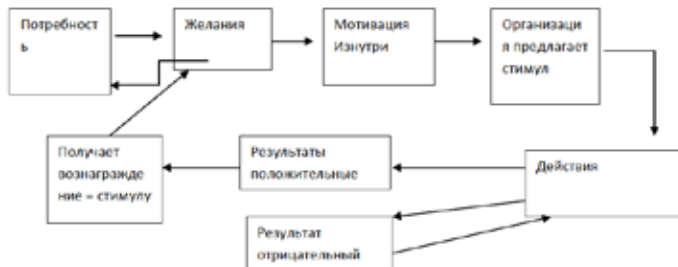 Потребност
ь
Желания
Мотивация
Изнутри
Организаци
я предлагает
стимул
Получает
вознагражде
ние = стимулу
Результаты
положительные
Действия
Результат
отрицательный